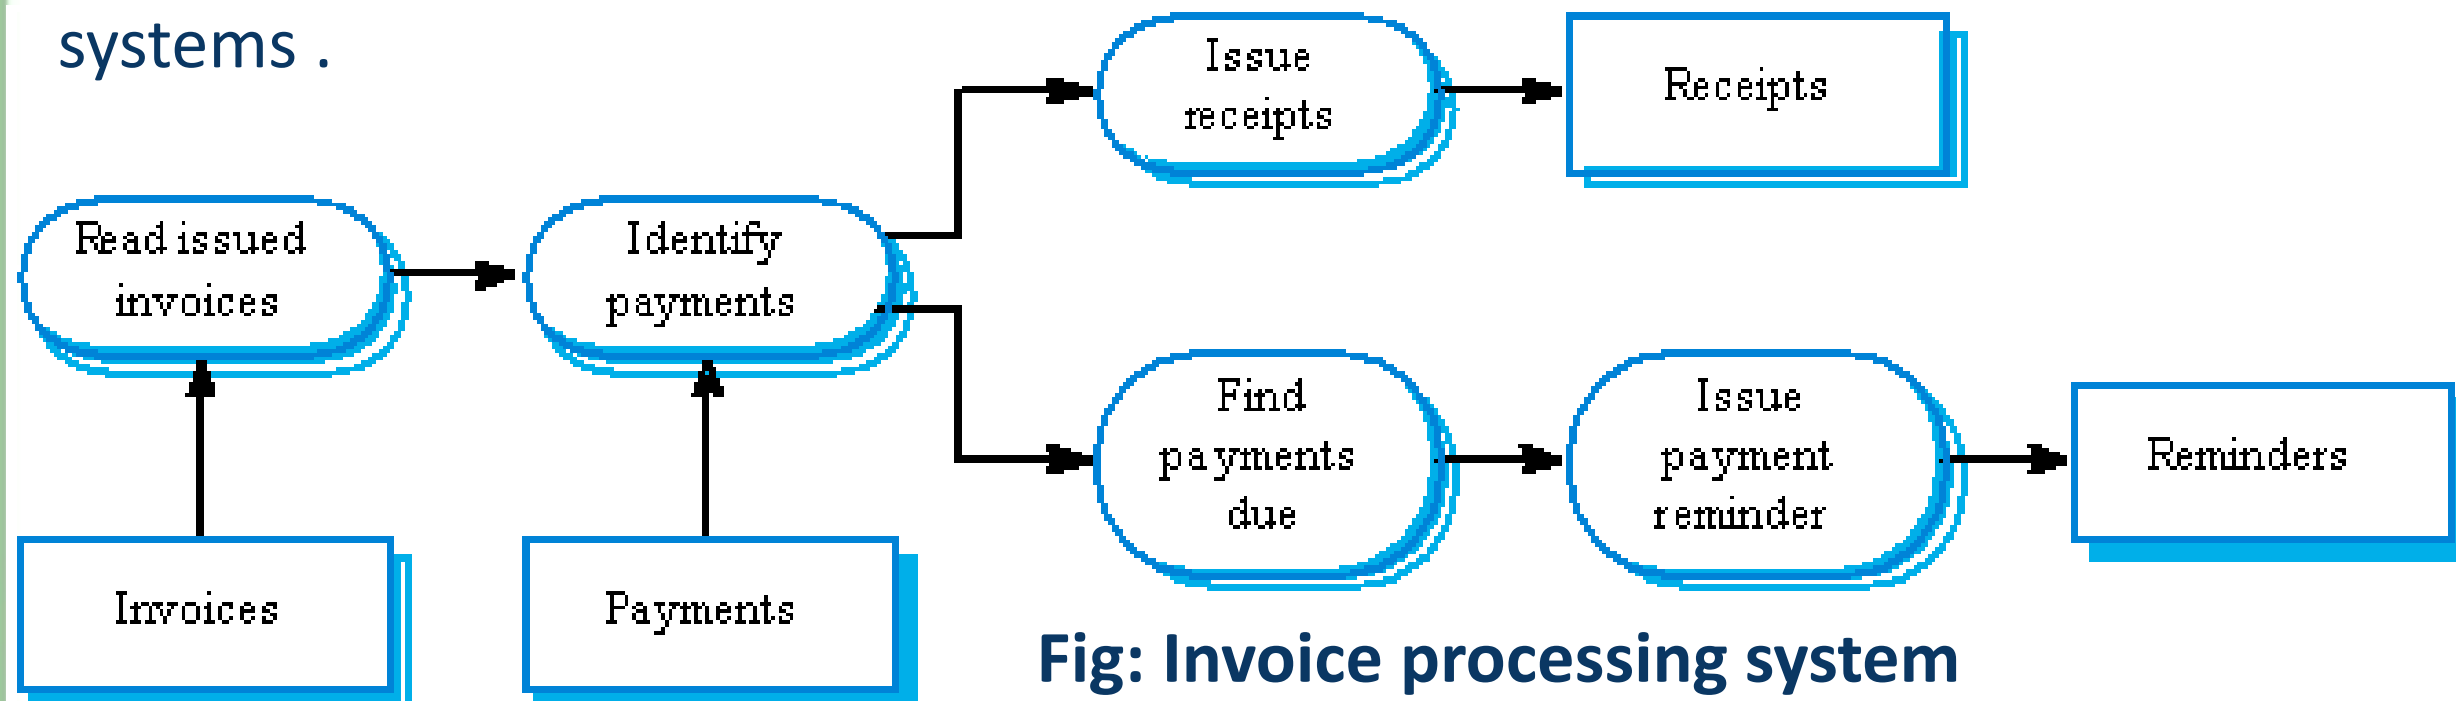 systems .
Issue
receipts
Receipts
Read issued
invoices
Identify
payments
Find
payments
due
Issue
payment
reminder
Reminders
Invoices
Payments
Fig: Invoice processing system